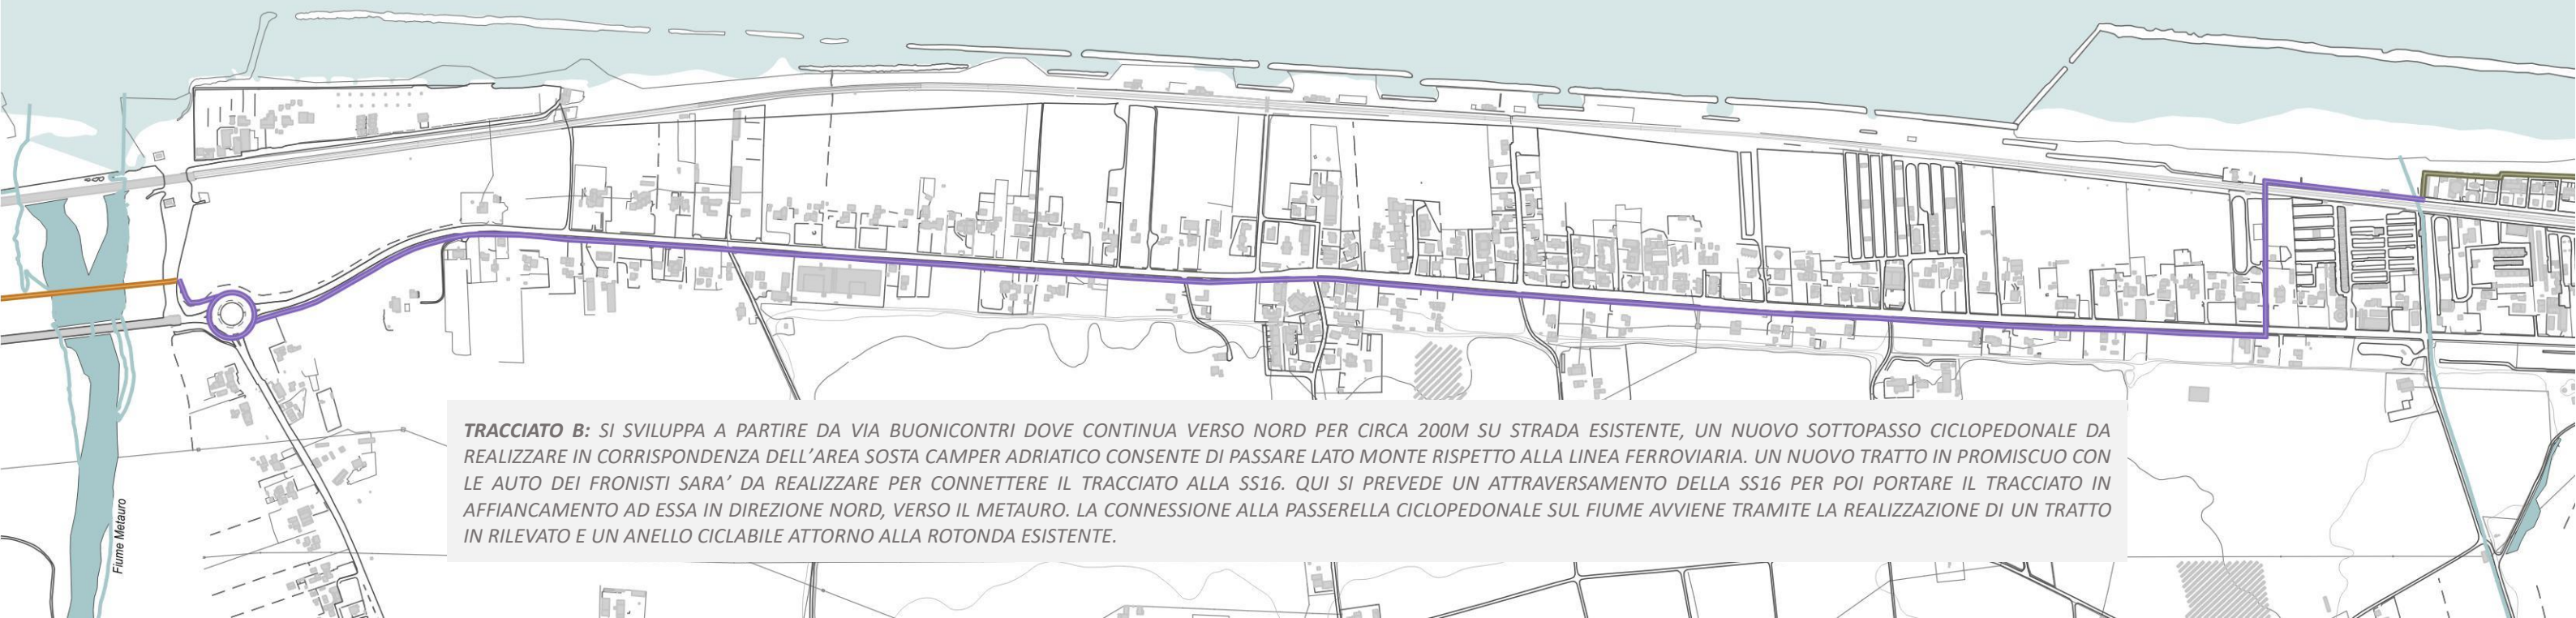 TRACCIATO B: SI SVILUPPA A PARTIRE DA VIA BUONICONTRI DOVE CONTINUA VERSO NORD PER CIRCA 200M SU STRADA ESISTENTE, UN NUOVO SOTTOPASSO CICLOPEDONALE DA
REALIZZARE IN CORRISPONDENZA DELL'AREA SOSTA CAMPER ADRIATICO CONSENTE DI PASSARE LATO MONTE RISPETTO ALLA LINEA FERROVIARIA. UN NUOVO TRATTO IN PROMISCUO CON
LE AUTO DEI FRONISTI SARA' DA REALIZZARE PER CONNETTERE IL TRACCIATO ALLA SS16. QUI SI PREVEDE UN ATTRAVERSAMENTO DELLA SS16 PER POI PORTARE IL TRACCIATO IN
AFFIANCAMENTO AD ESSA IN DIREZIONE NORD, VERSO IL METAURO. LA CONNESSIONE ALLA PASSERELLA CICLOPEDONALE SUL FIUME AVVIENE TRAMITE LA REALIZZAZIONE DI UN TRATTO
IN RILEVATO E UN ANELLO CICLABILE ATTORNO ALLA ROTONDA ESISTENTE.
Fiume Metauro